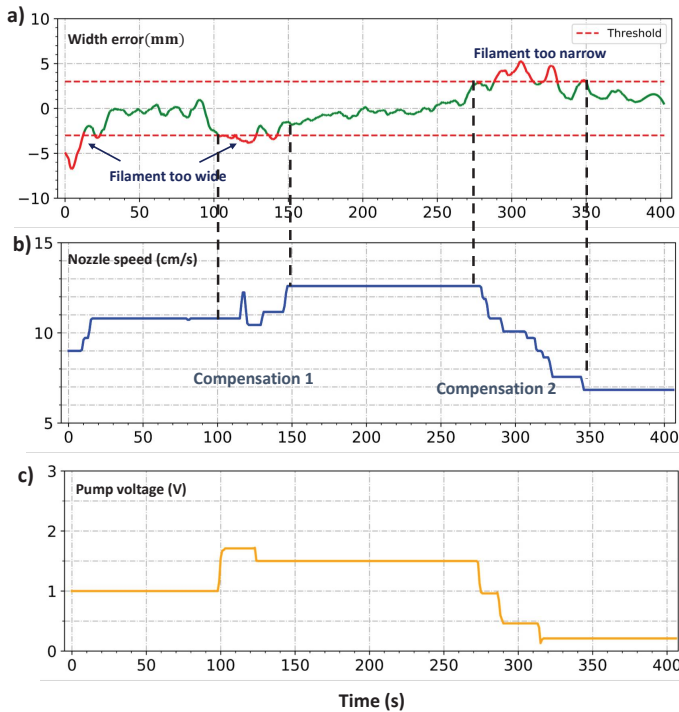 a)
Width error(mm)
Threshold
Filament too narrow
10
5
0
−5
−10
Filament too wide
0 50 100 150 200 250 300 350 400
b)
Nozzle speed (cm/s)
15
10
5
Compensation 1
Compensation 2
0 50 100 150 200 250 300 350 400
c)
Pump voltage (V)
3
2
1
0
0 50 100 150 200 250 300 350 400
Time (s)